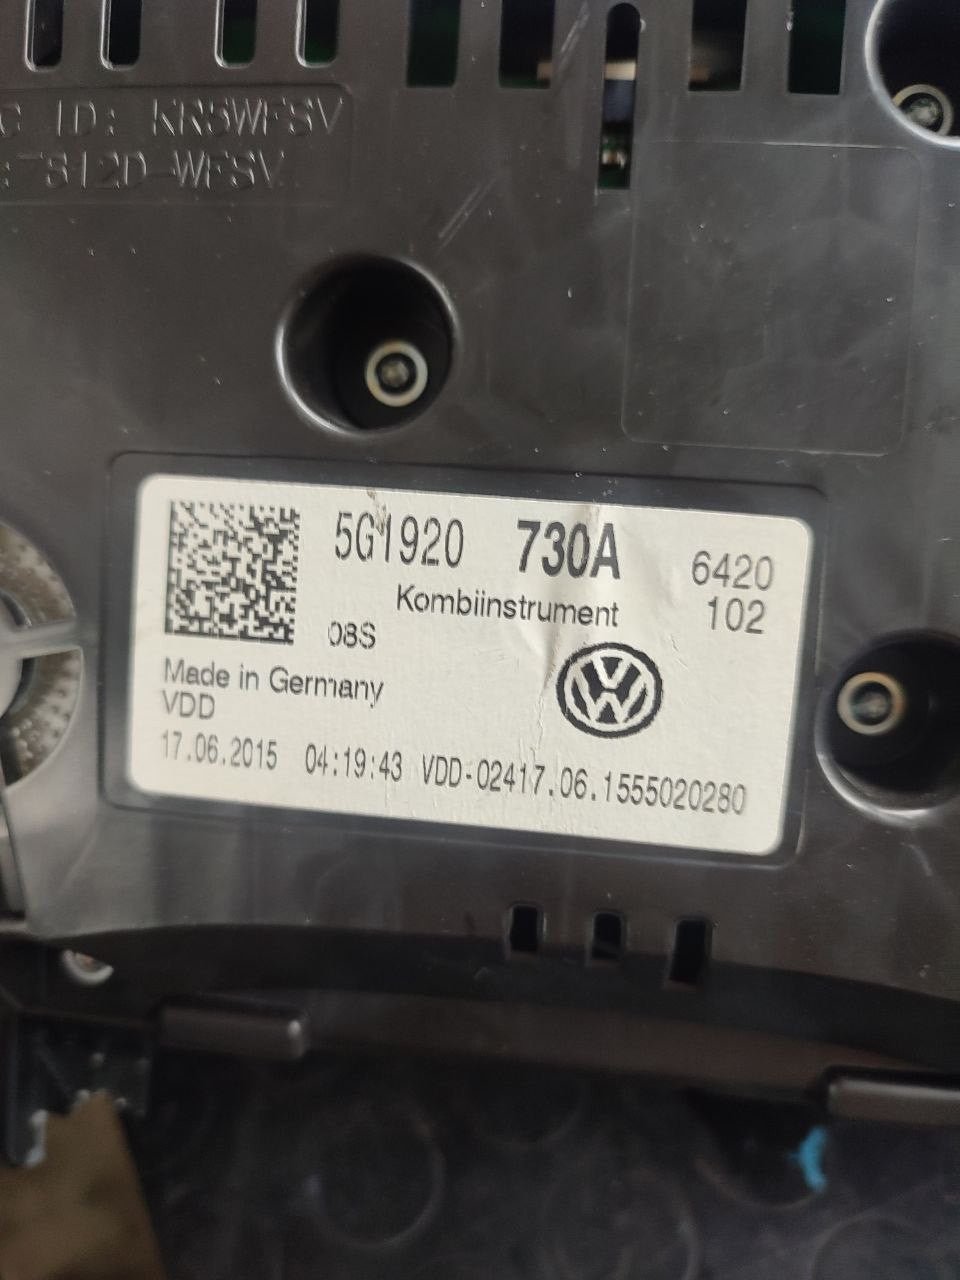 C ID: KR5WFSV
: 7812D-WFSV
5G1920 730A 6420
Kombiinstrument 102
08S
Made in Germany
VDD
17.06.2015 04:19:43 VDD-02417.06.1555020280